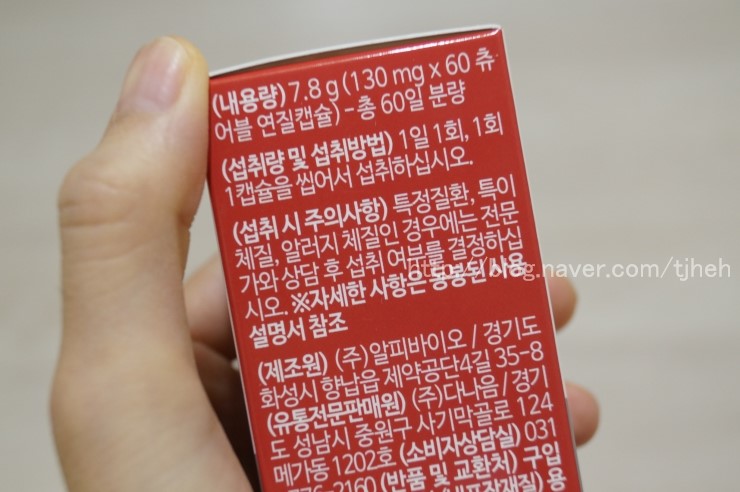 (내용량) 7.8 g (130 mg x 60 츄
어블 연질캡슐) - 총 60일 분량
(섭취량 및 섭취방법) 1일 1회, 1회
1캡슐을 씹어서 섭취하십시오.
(섭취 시 주의사항) 특정질환, 특이
체질, 알러지 체질인 경우에는 전문
가와 상담 후 섭취 여부를 결정하십
시오. ※자세한 사항은 동봉된 사용
설명서 참조
(제조원) (주)알피바이오 / 경기도
화성시 향남읍 제약공단4길 35-8
(유통전문판매원) (주)다나음 / 경기
도 성남시 중원구 사기막골로 124
메가동 1202호 (소비자상담실) 031
2160 (반품 및 교환처) 구입
용
blog.naver.com/tjheh